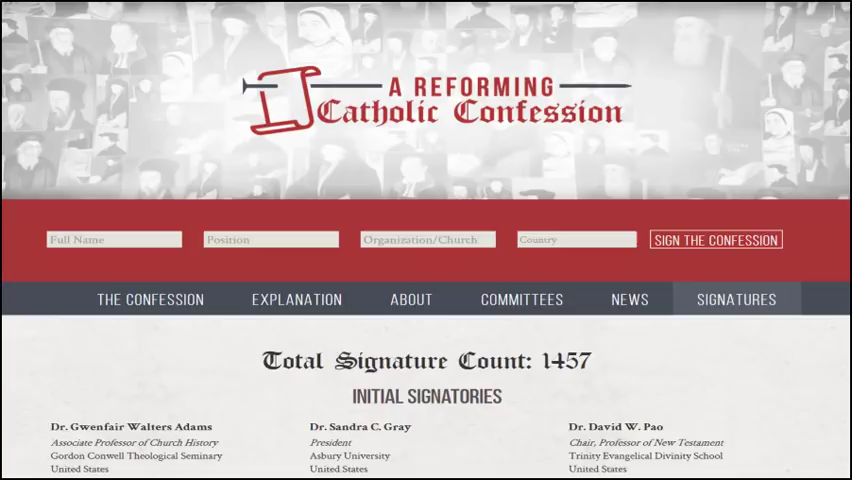 A REFORMING
Catholic Confession
Full Name
Position
Organization/Church
Country
SIGN THE CONFESSION
THE CONFESSION
EXPLANATION
ABOUT
COMMITTEES
NEWS
SIGNATURES
Total Signature Count: 1457
INITIAL SIGNATORIES
Dr. Gwenfair Walters Adams
Associate Professor of Church History
Gordon Conwell Theological Seminary
United States
Dr. Sandra C. Gray
President
Asbury University
United States
Dr. David W. Pao
Chair, Professor of New Testament
Trinity Evangelical Divinity School
United States